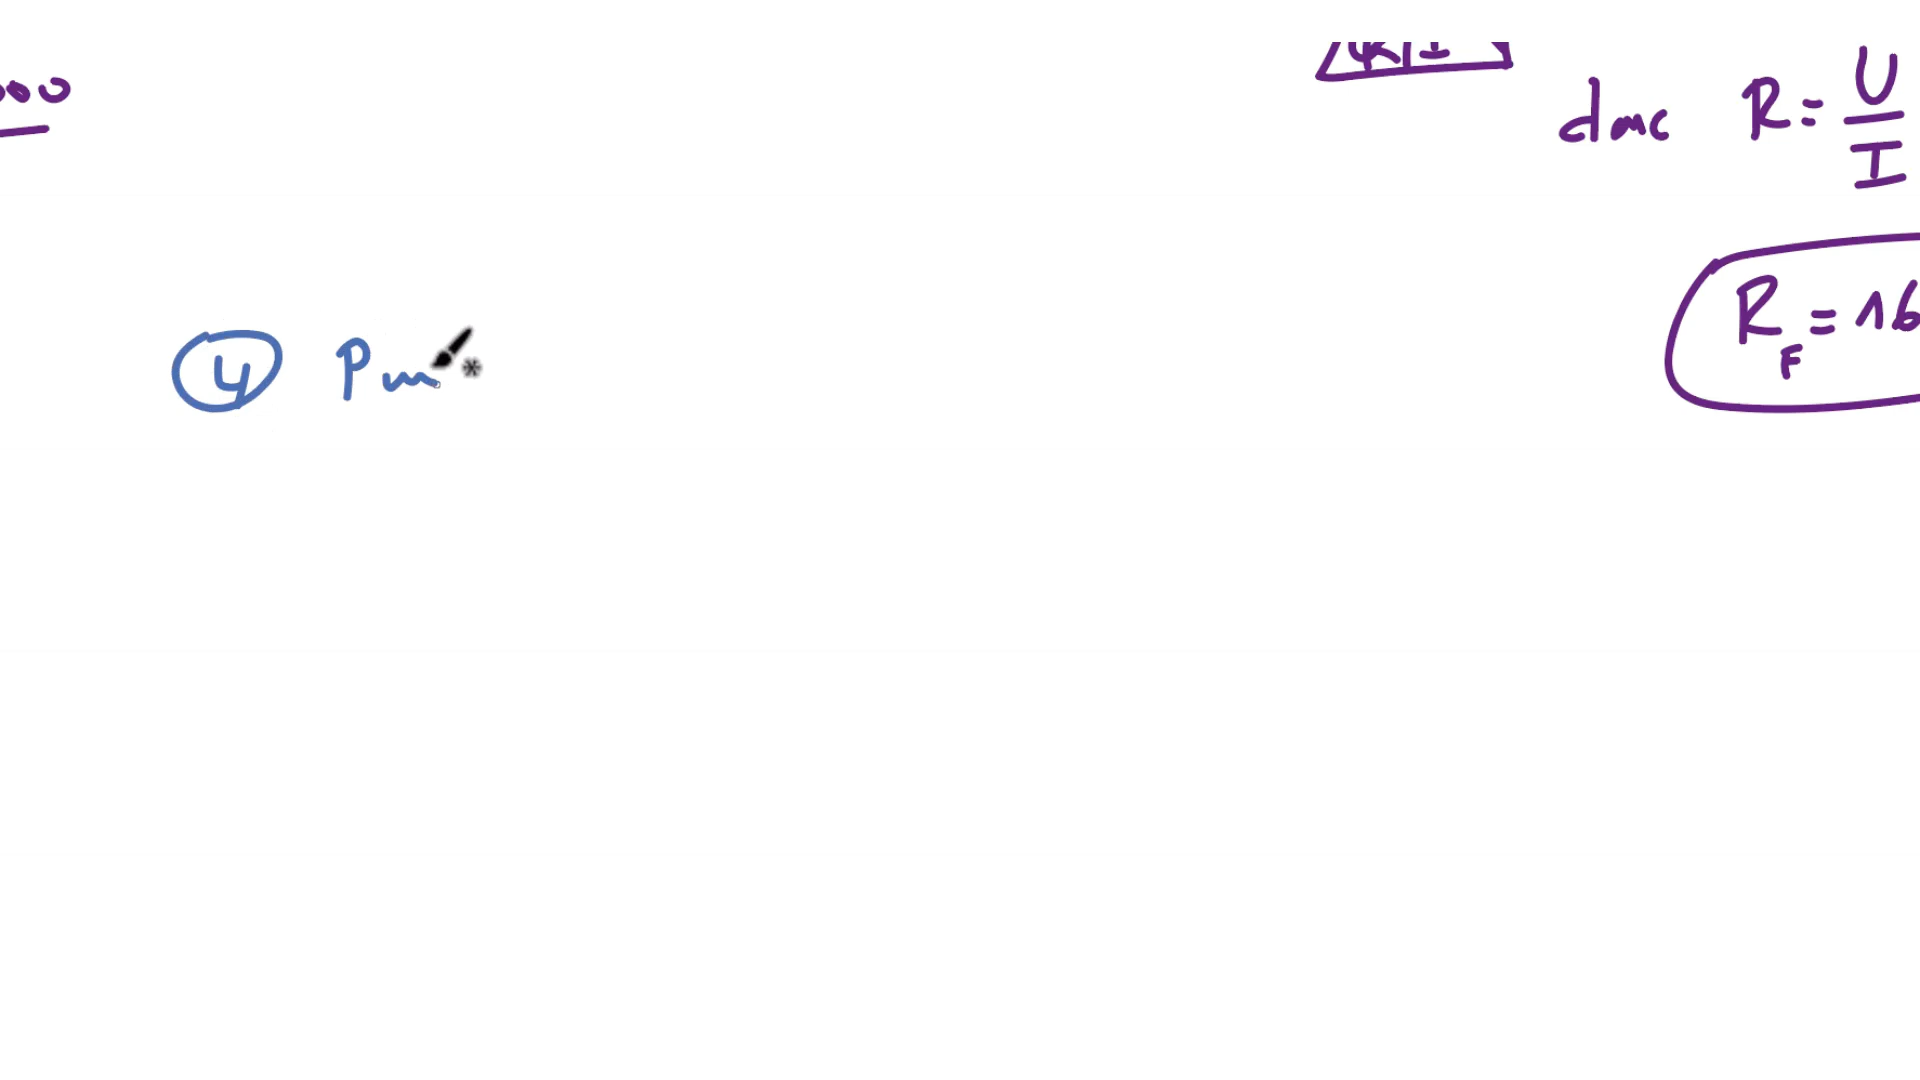 donc R = U/I
R_F = 16
④ Pm